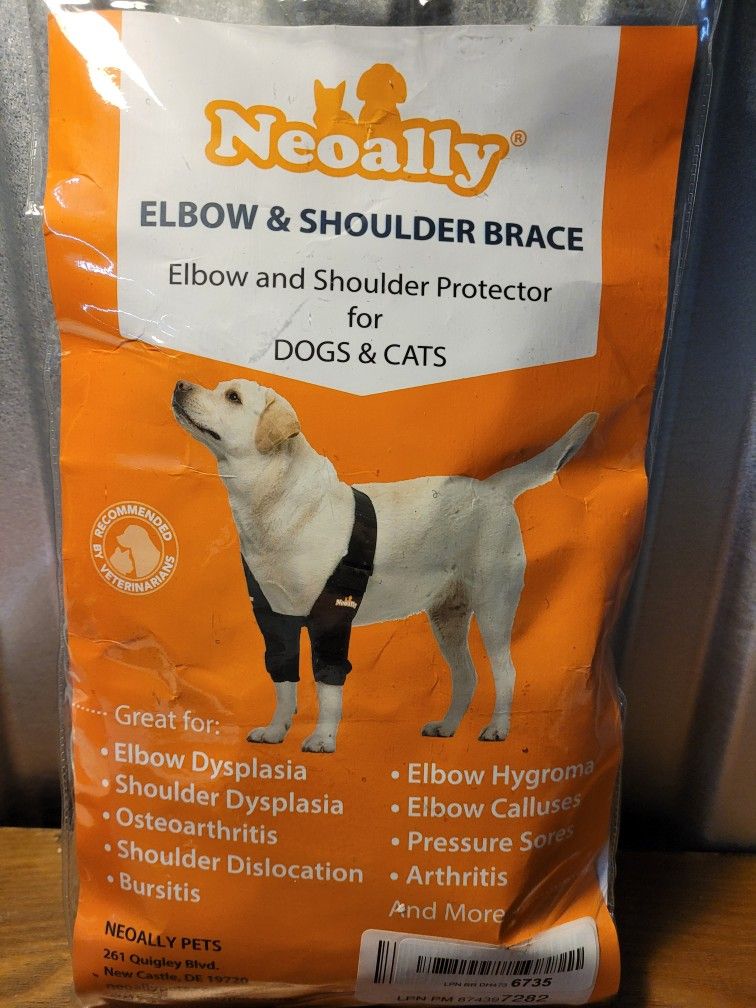 Neoally®
ELBOW & SHOULDER BRACE
Elbow and Shoulder Protector
for
DOGS & CATS
RECOMMENDED
BY VETERINARIANS
Neoally
Great for:
• Elbow Dysplasia
• Shoulder Dysplasia
• Osteoarthritis
• Shoulder Dislocation
• Bursitis
• Elbow Hygroma
• Elbow Calluses
• Pressure Sores
• Arthritis
And More
NEOALLY PETS
261 Quigley Blvd.
New Castle, DE 19720
6735
7282